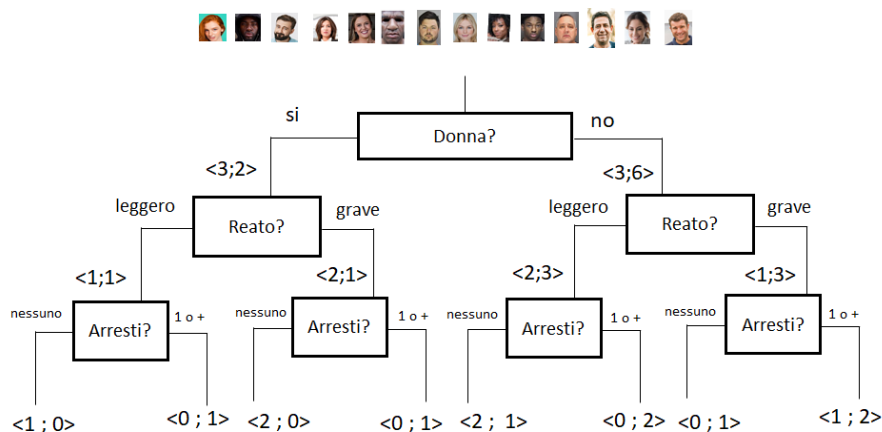 si
Donna?
no
<3;2>
<3;6>
leggero
Reato?
grave
leggero
Reato?
grave
<1;1>
<2;1>
<2;3>
<1;3>
nessuno
Arresti?
1 o +
nessuno
Arresti?
1 o +
nessuno
Arresti?
1 o +
nessuno
Arresti?
1 o +
<1 ; 0>
<0 ; 1>
<2 ; 0>
<0 ; 1>
<2 ; 1>
<0 ; 2>
<0 ; 1>
<1 ; 2>